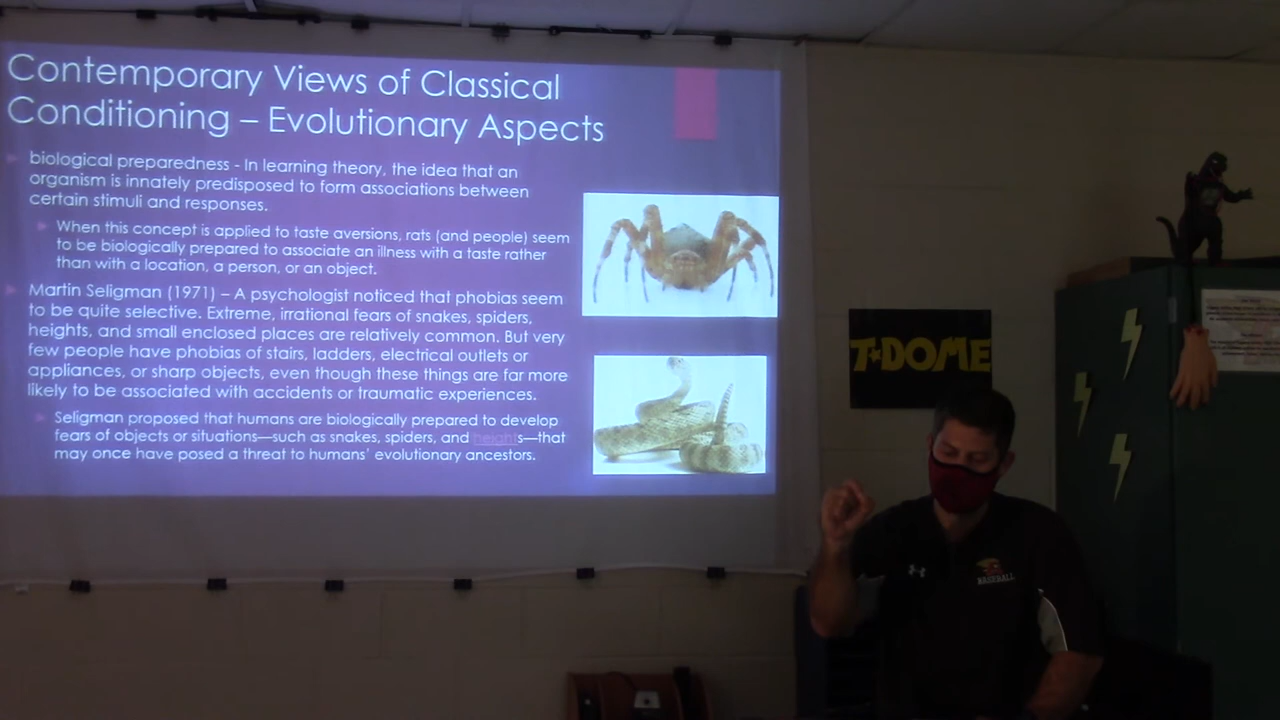 Contemporary Views of Classical
Conditioning – Evolutionary Aspects
biological preparedness - In learning theory, the idea that an
organism is innately predisposed to form associations between
certain stimuli and responses.
When this concept is applied to taste aversions, rats (and people) seem
to be biologically prepared to associate an illness with a taste rather
than with a location, a person, or an object.
Martin Seligman (1971) – A psychologist noticed that phobias seem
to be quite selective. Extreme, irrational fears of snakes, spiders,
heights, and small enclosed places are relatively common. But very
few people have phobias of stairs, ladders, electrical outlets or
appliances, or sharp objects, even though these things are far more
likely to be associated with accidents or traumatic experiences.
Seligman proposed that humans are biologically prepared to develop
fears of objects or situations—such as snakes, spiders, and heights—that
may once have posed a threat to humans' evolutionary ancestors.
T★DOME
BASEBALL